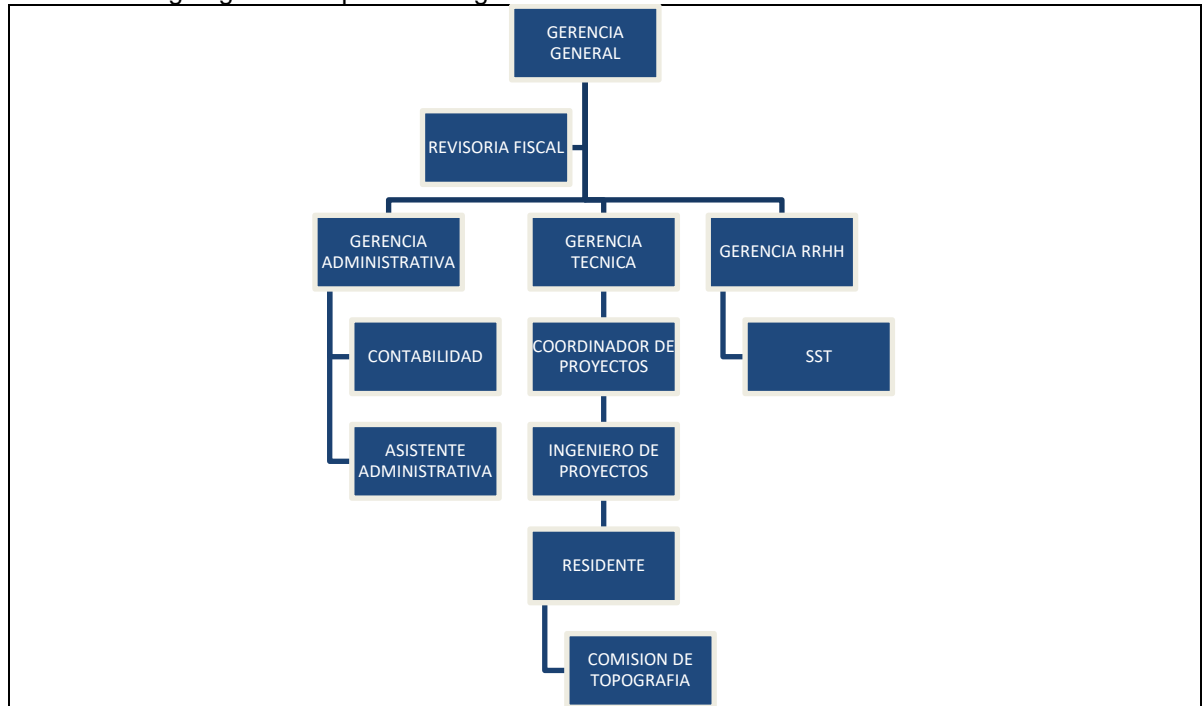 GERENCIA
GENERAL
REVISORIA FISCAL
GERENCIA
ADMINISTRATIVA
GERENCIA
TECNICA
GERENCIA RRHH
CONTABILIDAD
COORDINADOR DE
PROYECTOS
SST
ASISTENTE
ADMINISTRATIVA
INGENIERO DE
PROYECTOS
RESIDENTE
COMISION DE
TOPOGRAFIA